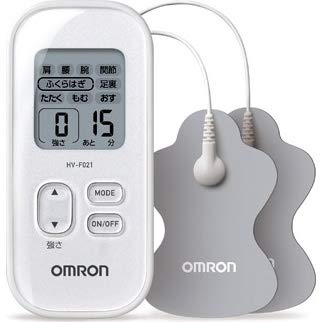 肩 腰 腕 関節
ふくらはぎ 足裏
たたく もむ おす
0 15
強さ あと 分
HV-F021
MODE
ON/OFF
強さ
OMRON
OMRON